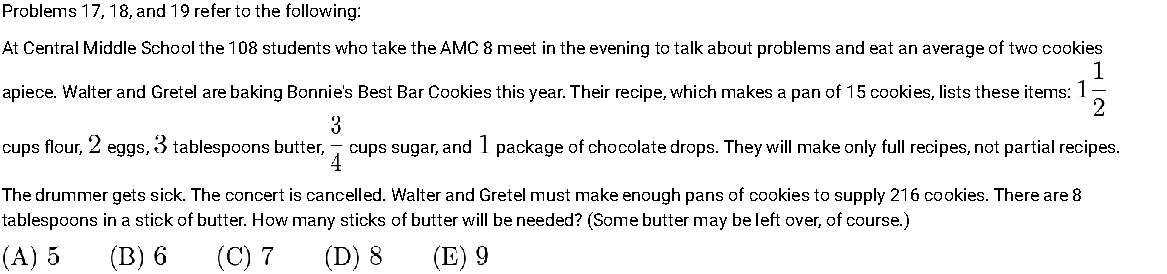 Problems 17, 18, and 19 refer to the following:
At Central Middle School the 108 students who take the AMC 8 meet in the evening to talk about problems and eat an average of two cookies
apiece. Walter and Gretel are baking Bonnie's Best Bar Cookies this year. Their recipe, which makes a pan of 15 cookies, lists these items: 1 1/2
cups flour, 2 eggs, 3 tablespoons butter, 3/4 cups sugar, and 1 package of chocolate drops. They will make only full recipes, not partial recipes.
The drummer gets sick. The concert is cancelled. Walter and Gretel must make enough pans of cookies to supply 216 cookies. There are 8
tablespoons in a stick of butter. How many sticks of butter will be needed? (Some butter may be left over, of course.)
(A) 5 (B) 6 (C) 7 (D) 8 (E) 9